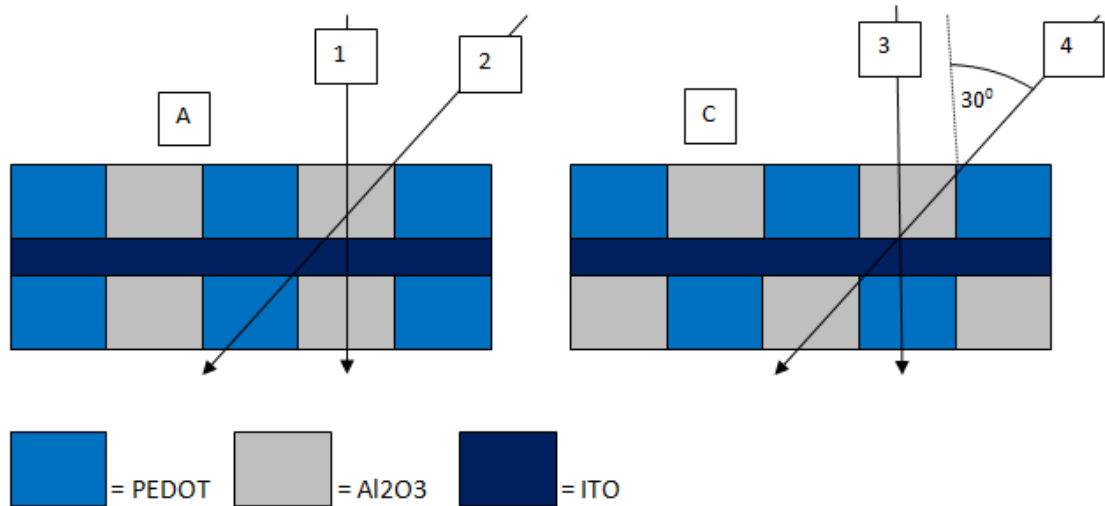 1
2
3
4
A
C
30⁰
= PEDOT
= Al2O3
= ITO